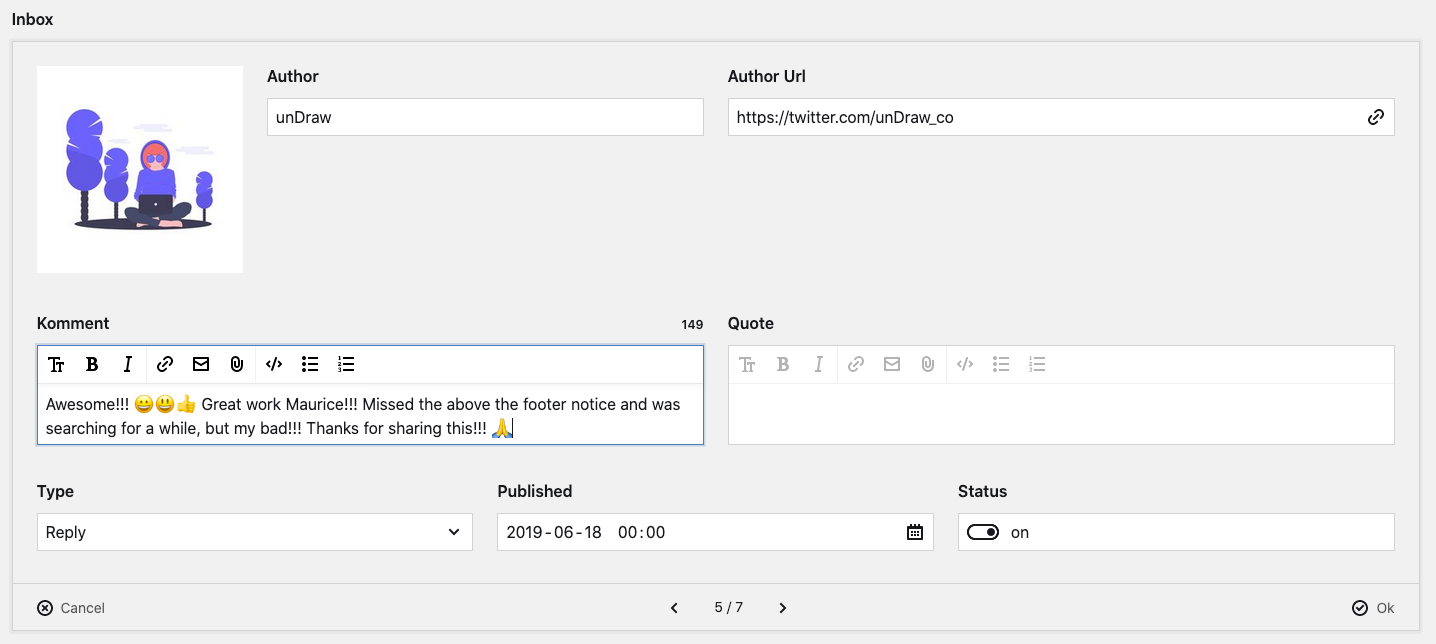 Inbox
Author
Author Url
unDraw
https://twitter.com/unDraw_co
Komment
149
Quote
Awesome!!! 😀😃👍 Great work Maurice!!! Missed the above the footer notice and was
searching for a while, but my bad!!! Thanks for sharing this!!! 🙏
Type
Published
Status
Reply
2019-06-18 00:00
on
Cancel
5 / 7
Ok